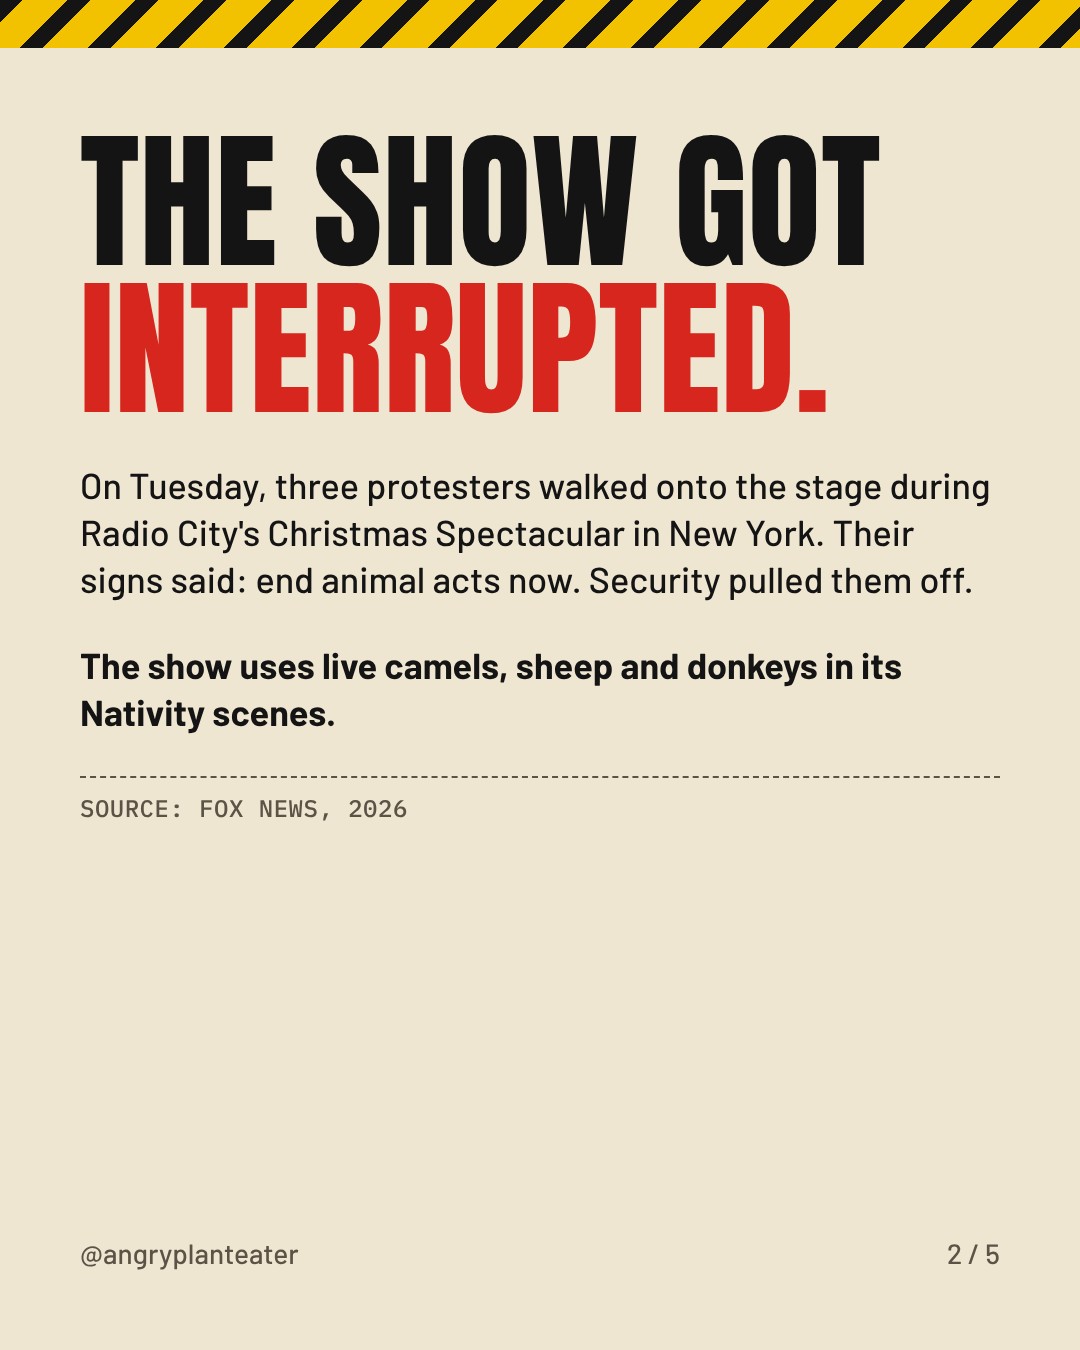 THE SHOW GOT
INTERRUPTED.
On Tuesday, three protesters walked onto the stage during
Radio City's Christmas Spectacular in New York. Their
signs said: end animal acts now. Security pulled them off.
The show uses live camels, sheep and donkeys in its
Nativity scenes.
SOURCE: FOX NEWS, 2026
@angryplanteater
2 / 5